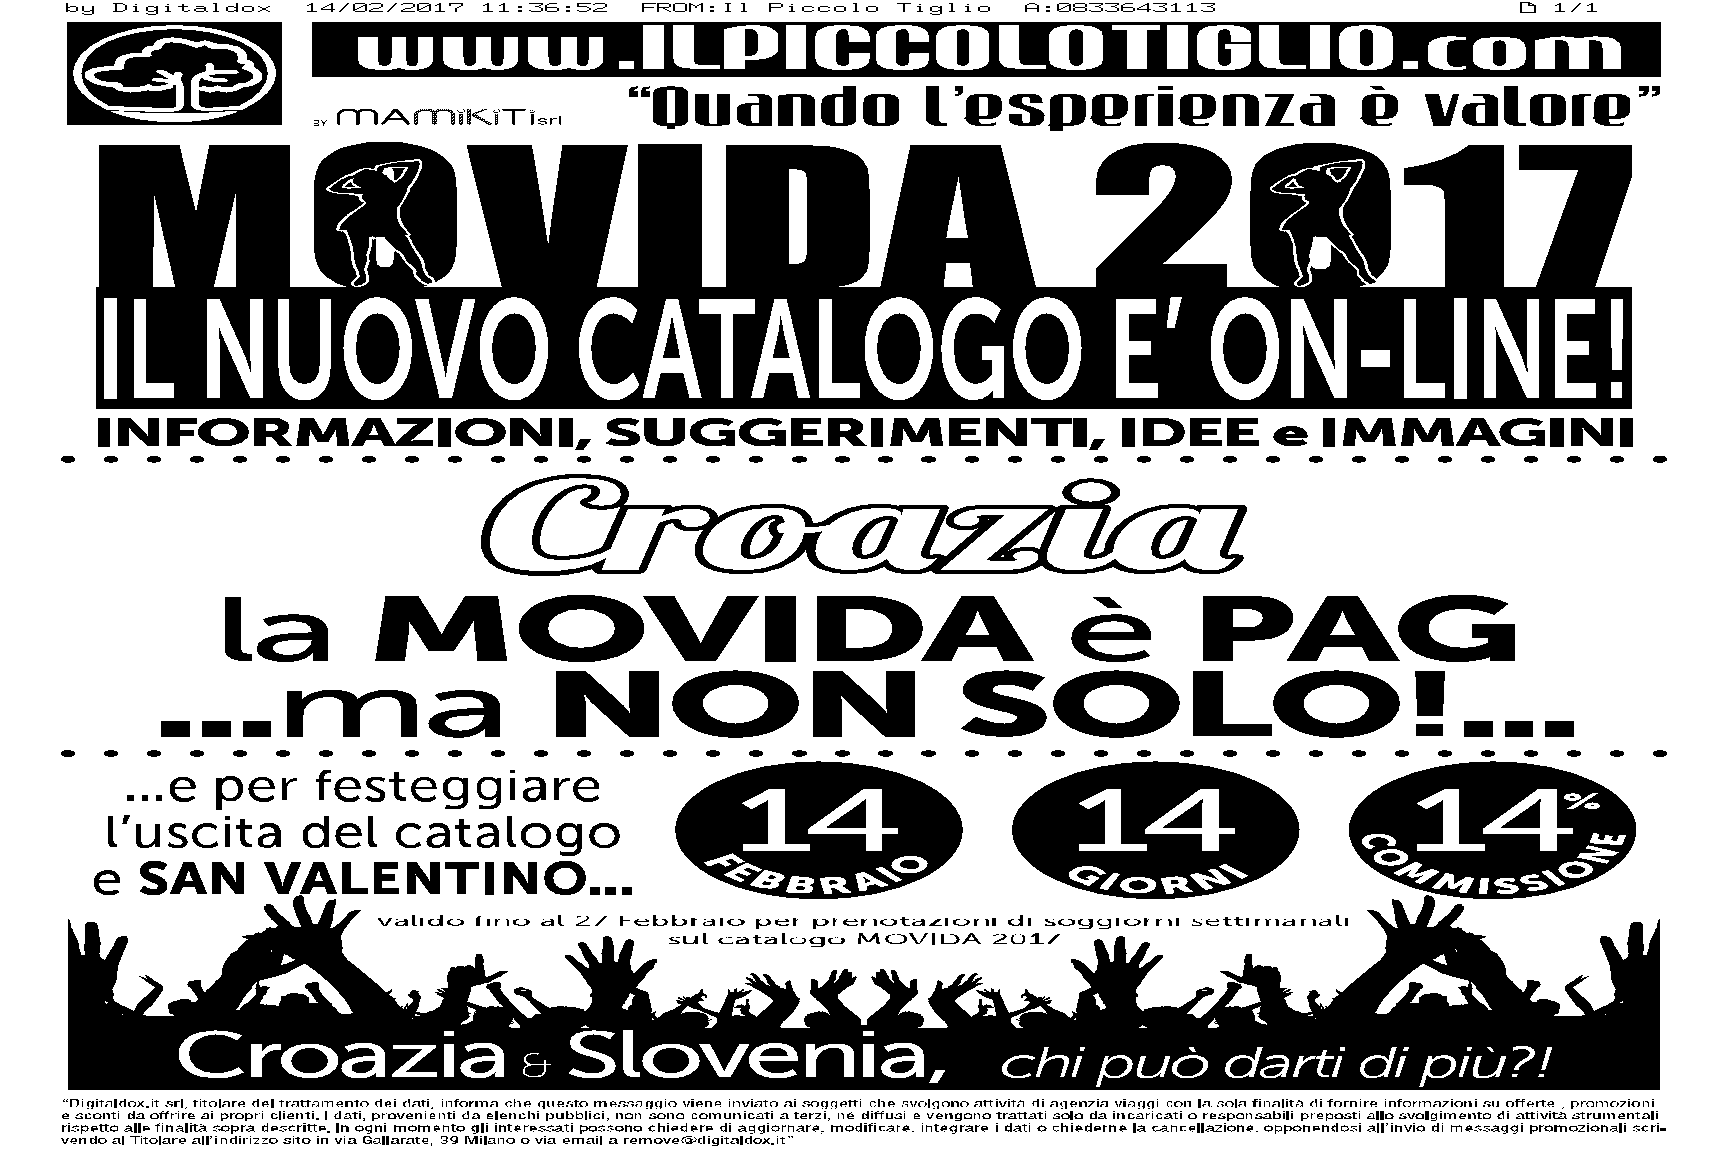 by Digitaldox 14/02/2017 11:36:52 FROM:Il Piccolo Tiglio A:0833643113 1/1
www.ILPICCOLOTIGLIO.com
BY MAMIKITI srl "Quando l'esperienza è valore"
MOVIDA 2017
IL NUOVO CATALOGO E' ON-LINE!
INFORMAZIONI, SUGGERIMENTI, IDEE e IMMAGINI
Croazia
la MOVIDA è PAG
...ma NON SOLO!...
...e per festeggiare
l'uscita del catalogo
e SAN VALENTINO...
14 FEBBRAIO
14 GIORNI
14% COMMISSIONE
valido fino al 27 Febbraio per prenotazioni di soggiorni settimanali
sul catalogo MOVIDA 2017
Croazia & Slovenia, chi può darti di più?!
"Digitaldox.it srl, titolare del trattamento dei dati, informa che questo messaggio viene inviato ai soggetti che svolgono attività di agenzia viaggi con la sola finalità di fornire informazioni su offerte , promozioni
e sconti da offrire ai propri clienti. I dati, provenienti da elenchi pubblici, non sono comunicati a terzi, né diffusi e vengono trattati solo da incaricati o responsabili preposti allo svolgimento di attività strumentali
rispetto alle finalità sopra descritte. In ogni momento gli interessati possono chiedere di aggiornare, modificare, integrare i dati o chiederne la cancellazione, opponendosi all'invio di messaggi promozionali scri-
vendo al Titolare all'indirizzo sito in via Gallarate, 39 Milano o via email a remove@digitaldox.it"